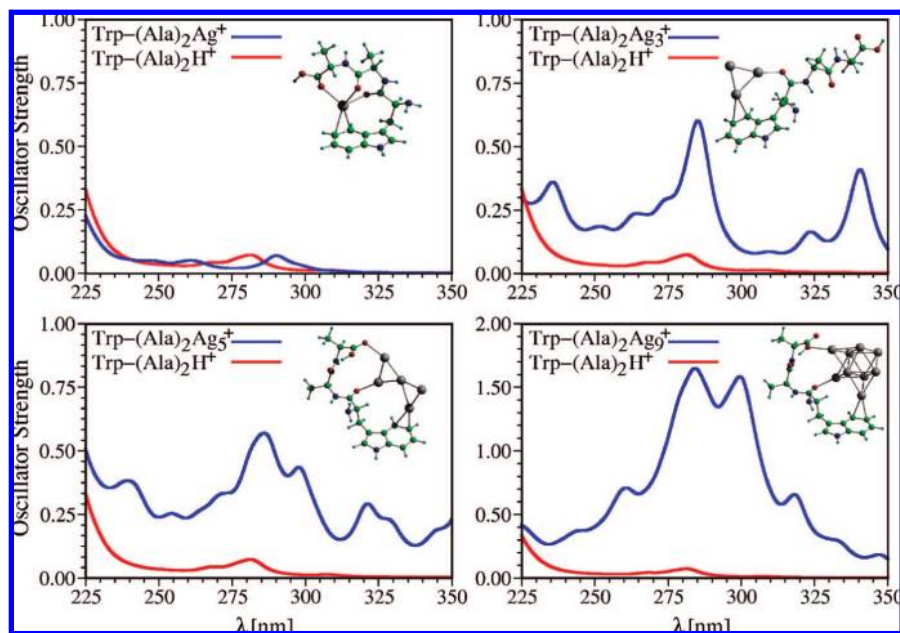 Trp–(Ala)2Ag+
Trp–(Ala)2H+
1.00
0.75
0.50
0.25
0.00
Oscillator Strength
225 250 275 300 325 350
Trp–(Ala)2Ag3+
Trp–(Ala)2H+
1.00
0.75
0.50
0.25
0.00
225 250 275 300 325 350
Trp–(Ala)2Ag5+
Trp–(Ala)2H+
1.00
0.75
0.50
0.25
0.00
Oscillator Strength
225 250 275 300 325 350
λ [nm]
Trp–(Ala)2Ag9+
Trp–(Ala)2H+
2.00
1.50
1.00
0.50
0.00
225 250 275 300 325 350
λ [nm]